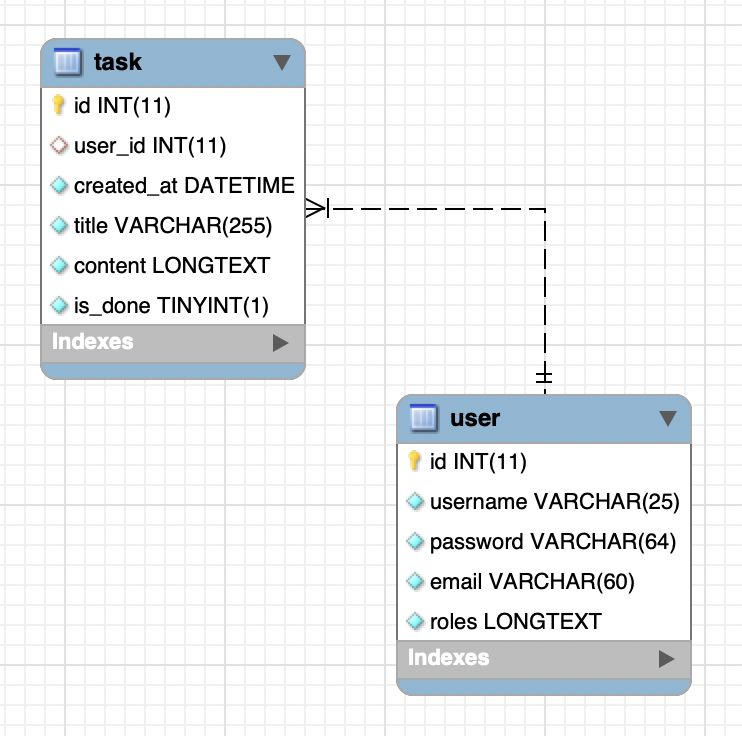 task
id INT(11)
user_id INT(11)
created_at DATETIME
title VARCHAR(255)
content LONGTEXT
is_done TINYINT(1)
Indexes
user
id INT(11)
username VARCHAR(25)
password VARCHAR(64)
email VARCHAR(60)
roles LONGTEXT
Indexes